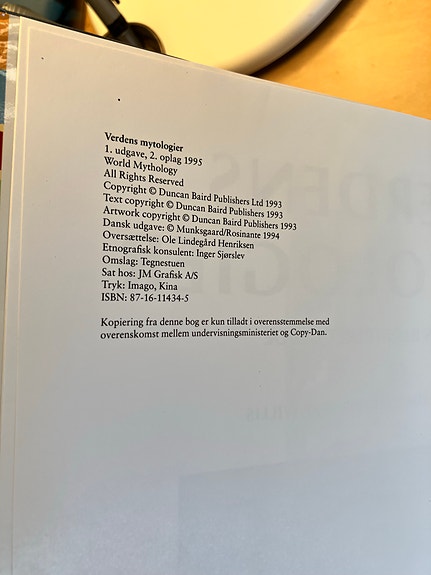 Verdens mytologier
1. udgave, 2. oplag 1995
World Mythology
All Rights Reserved
Copyright © Duncan Baird Publishers Ltd 1993
Text copyright © Duncan Baird Publishers 1993
Artwork copyright © Duncan Baird Publishers 1993
Dansk udgave: © Munksgaard/Rosinante 1994
Oversættelse: Ole Lindegård Henriksen
Etnografisk konsulent: Inger Sjørslev
Omslag: Tegnestuen
Sat hos: JM Grafisk A/S
Tryk: Imago, Kina
ISBN: 87-16-11434-5
Kopiering fra denne bog er kun tilladt i overensstemmelse med
overenskomst mellem undervisningsministeriet og Copy-Dan.